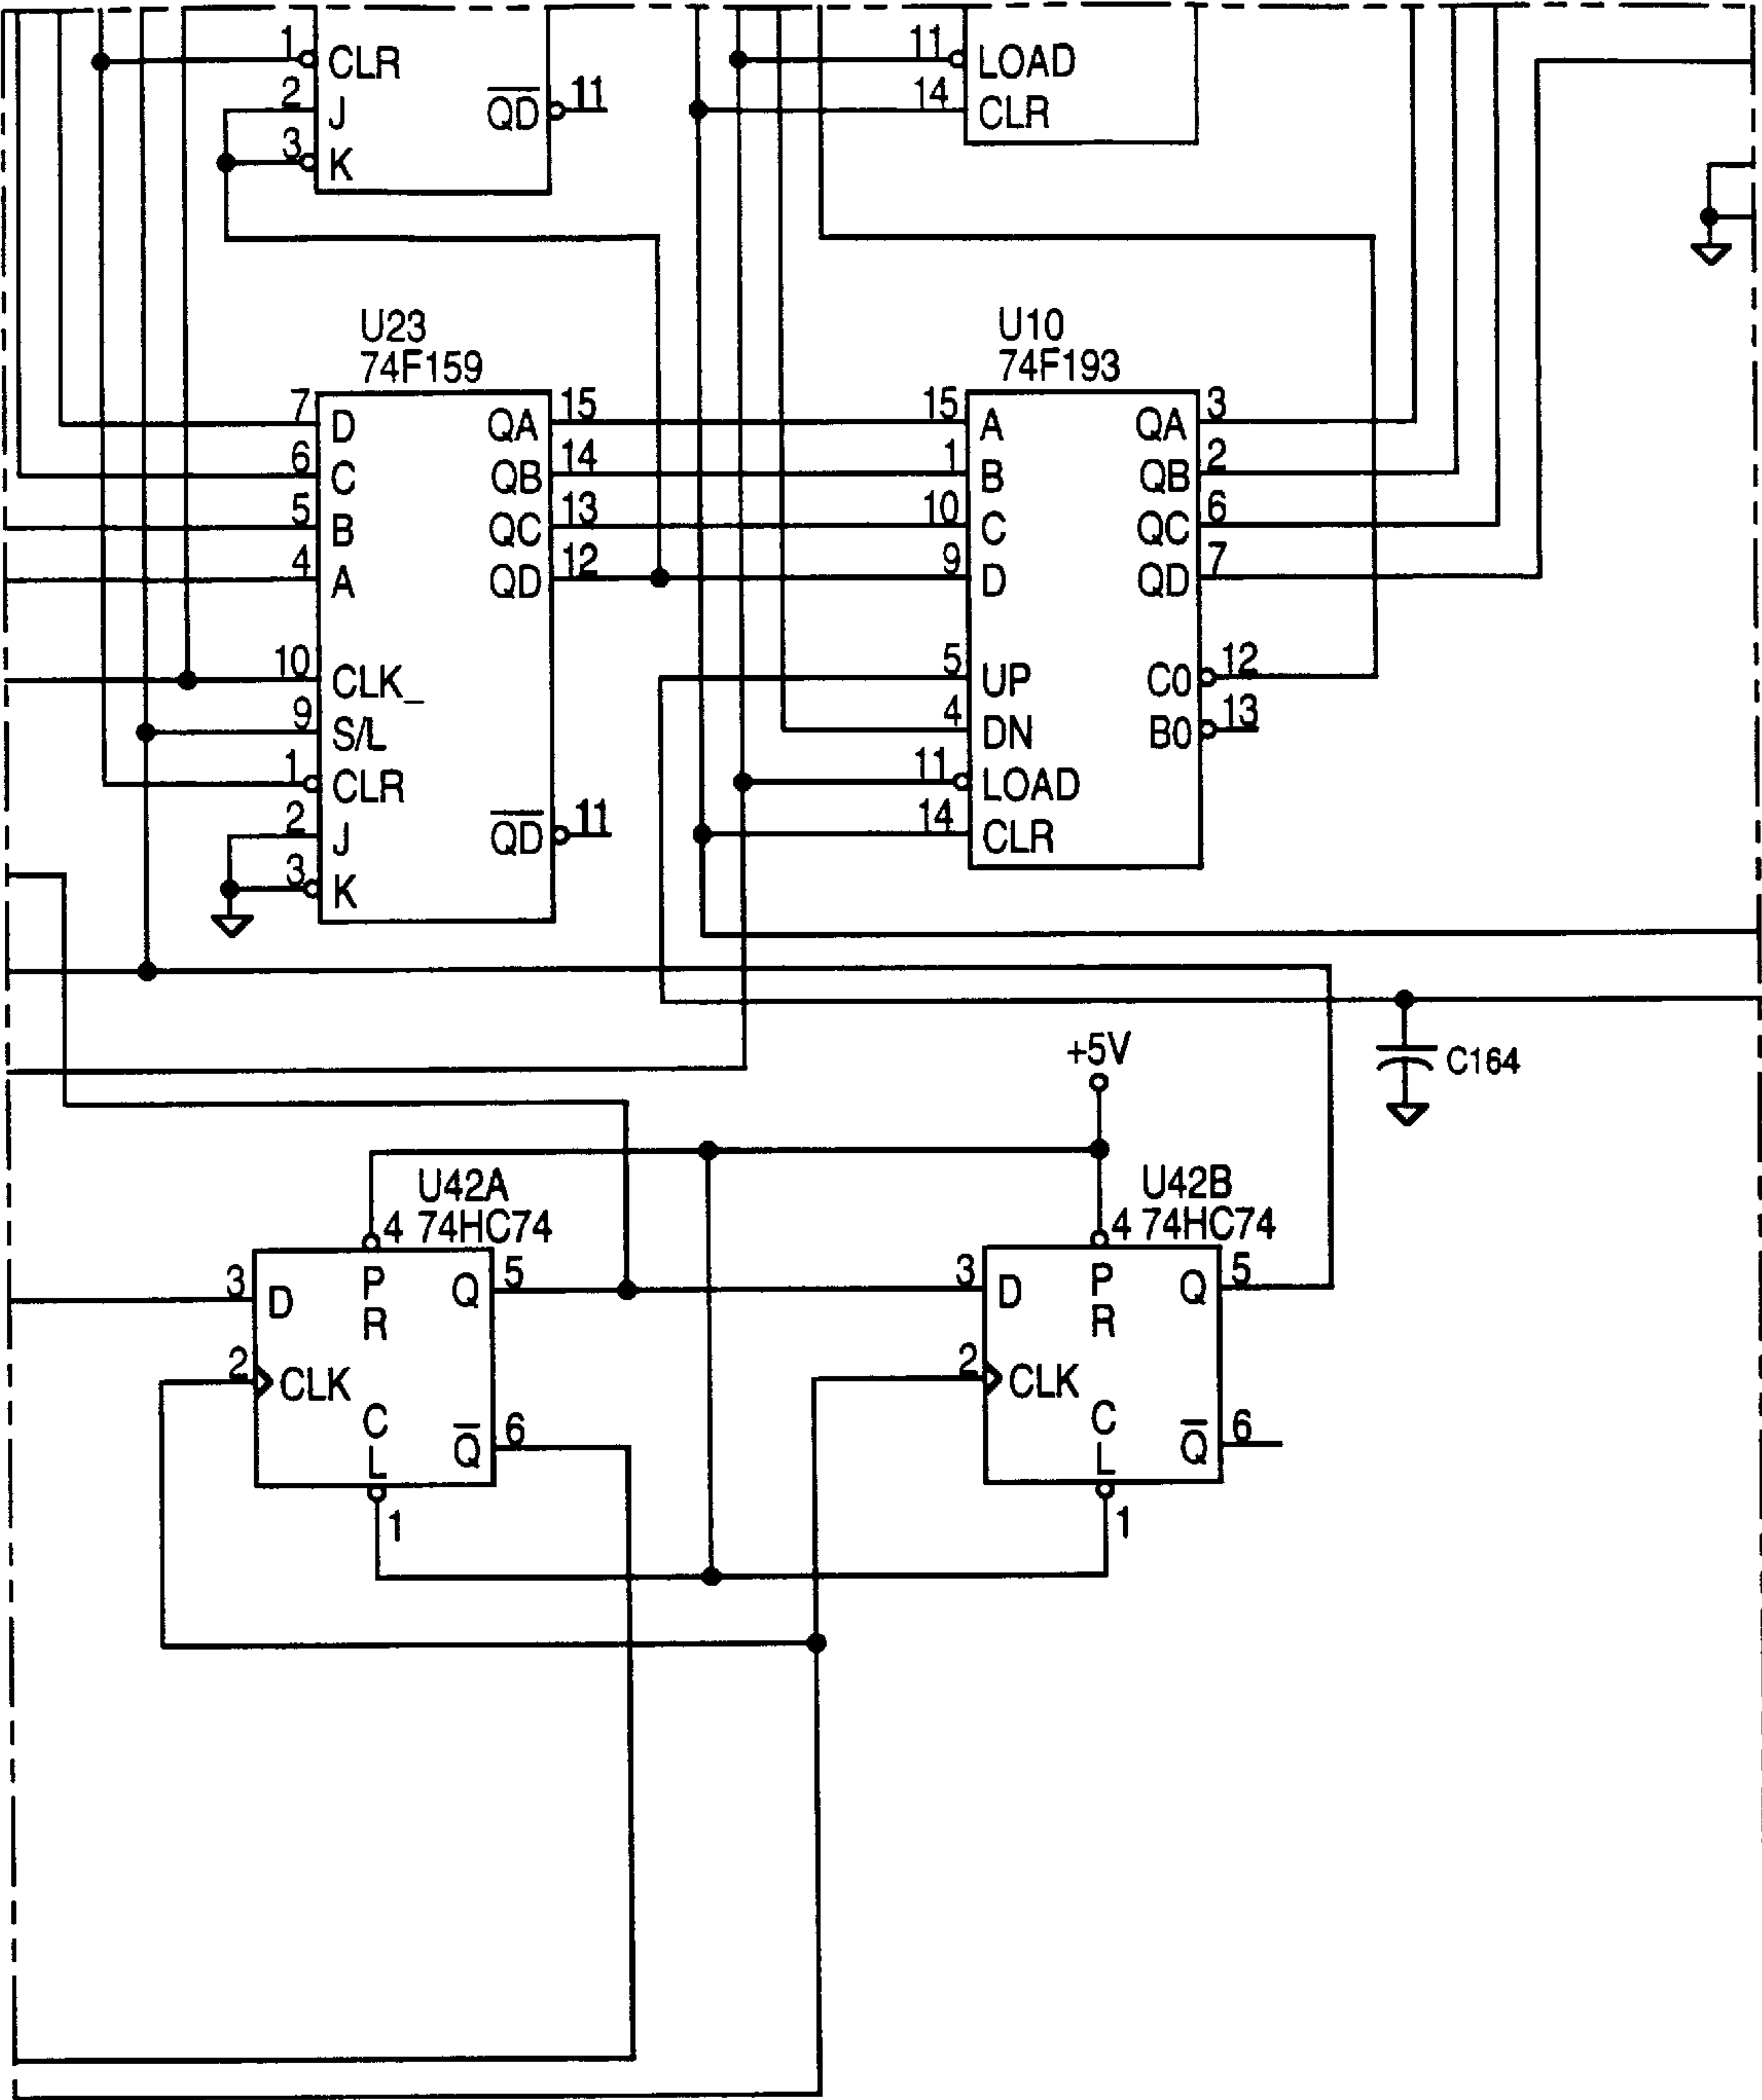 1 CLR
2 J
3 K
QD 11
11 LOAD
14 CLR
U23
74F159
7 D
6 C
5 B
4 A
10 CLK_
9 S/L
1 CLR
2 J
3 K
QA 15
QB 14
QC 13
QD 12
QD 11
U10
74F193
15 A
1 B
10 C
9 D
5 UP
4 DN
11 LOAD
14 CLR
QA 3
QB 2
QC 6
QD 7
C0 12
B0 13
+5V
C164
U42A
4 74HC74
3 D
PR
Q 5
2 CLK
CL
Q 6
1
U42B
4 74HC74
3 D
PR
Q 5
2 CLK
CL
Q 6
1